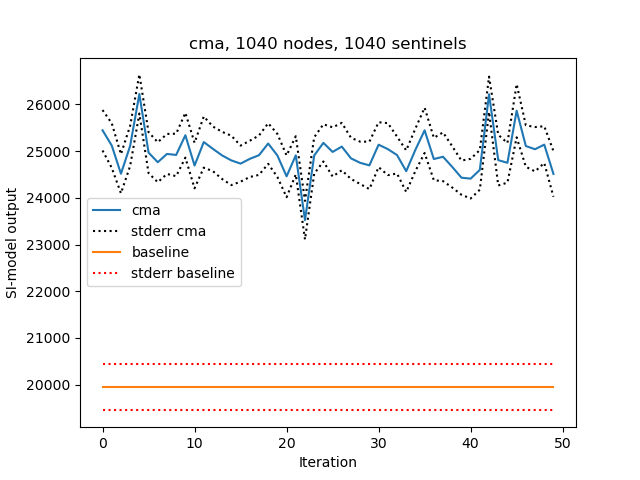 cma, 1040 nodes, 1040 sentinels
SI-model output
26000
25000
24000
23000
22000
21000
20000
cma
stderr cma
baseline
stderr baseline
0 10 20 30 40 50
Iteration